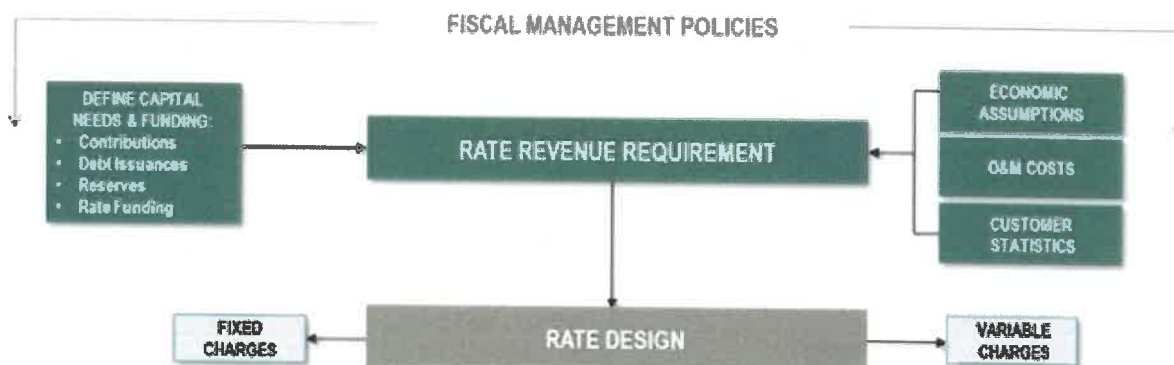 FISCAL MANAGEMENT POLICIES
DEFINE CAPITAL
NEEDS & FUNDING:
• Contributions
• Debt Issuances
• Reserves
• Rate Funding
RATE REVENUE REQUIREMENT
ECONOMIC
ASSUMPTIONS
O&M COSTS
CUSTOMER
STATISTICS
FIXED
CHARGES
RATE DESIGN
VARIABLE
CHARGES